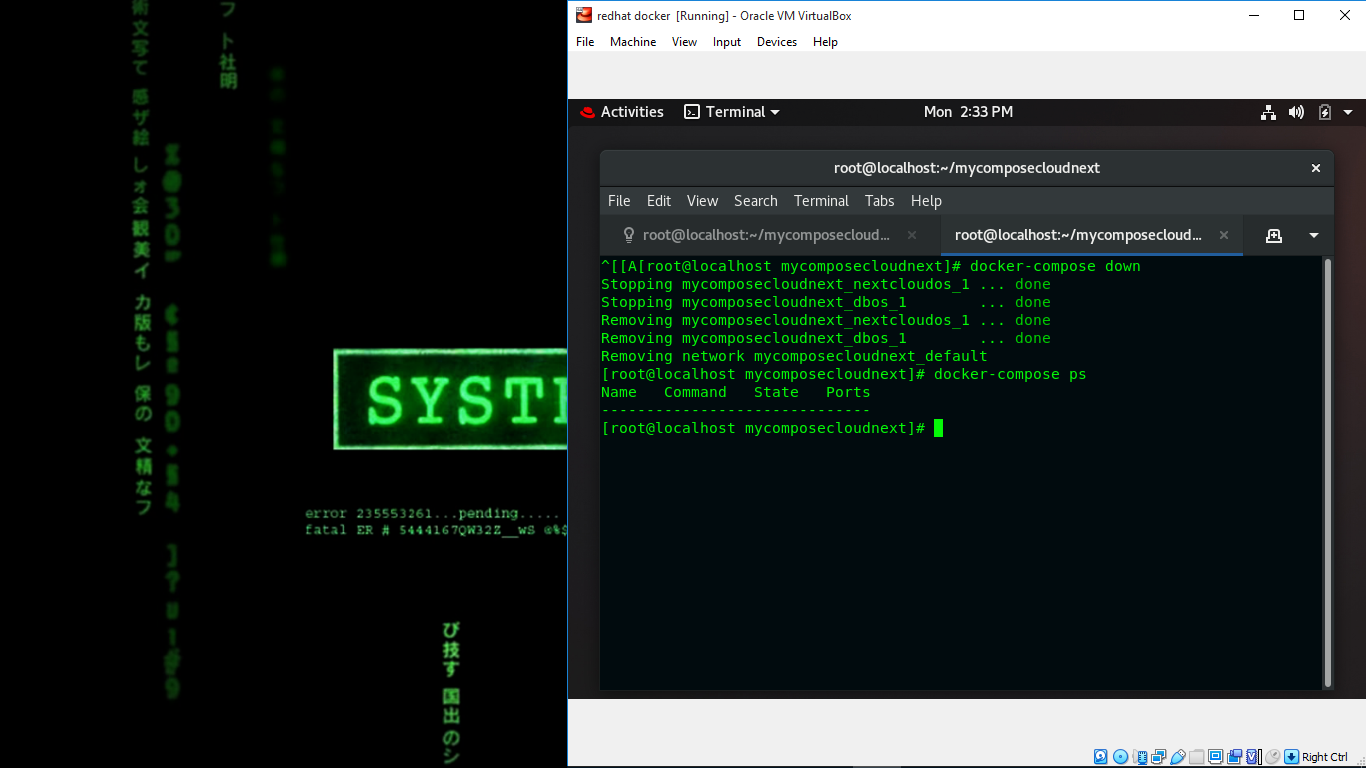 術文写て 感ザ絵 しォ会観美イ カ版もレ 保の 文精なフ
フ ト社明
SYST
error 235553261...pending.....
fatal ER # 5444167QW32Z__wS @%$
び技す 国出 のシ
redhat docker [Running] - Oracle VM VirtualBox
File Machine View Input Devices Help
Activities Terminal Mon 2:33 PM
root@localhost:~/mycomposecloudnext
File Edit View Search Terminal Tabs Help
root@localhost:~/mycomposecloud... root@localhost:~/mycomposecloud...
^[[A[root@localhost mycomposecloudnext]# docker-compose down
Stopping mycomposecloudnext_nextcloudos_1 ... done
Stopping mycomposecloudnext_dbos_1 ... done
Removing mycomposecloudnext_nextcloudos_1 ... done
Removing mycomposecloudnext_dbos_1 ... done
Removing network mycomposecloudnext_default
[root@localhost mycomposecloudnext]# docker-compose ps
Name Command State Ports
------------------------------
[root@localhost mycomposecloudnext]#
Right Ctrl